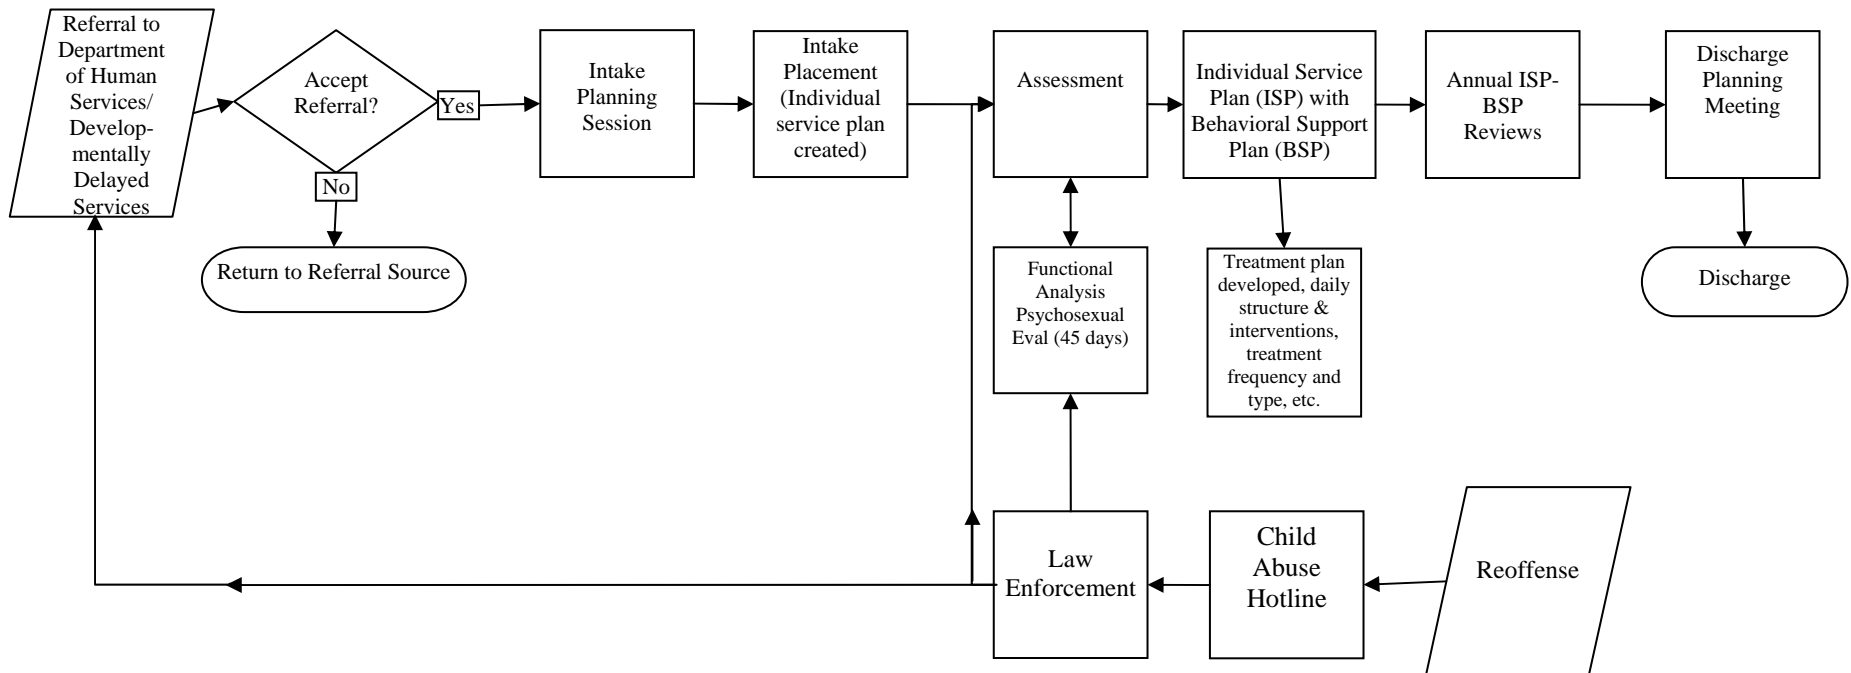 Referral to
Department
of Human
Services/
Develop-
mentally
Delayed
Services
Accept
Referral?
Yes
No
Return to Referral Source
Intake
Planning
Session
Intake
Placement
(Individual
service plan
created)
Assessment
Individual Service
Plan (ISP) with
Behavioral Support
Plan (BSP)
Annual ISP-
BSP
Reviews
Discharge
Planning
Meeting
Functional
Analysis
Psychosexual
Eval (45 days)
Treatment plan
developed, daily
structure &
interventions,
treatment
frequency and
type, etc.
Discharge
Law
Enforcement
Child
Abuse
Hotline
Reoffense